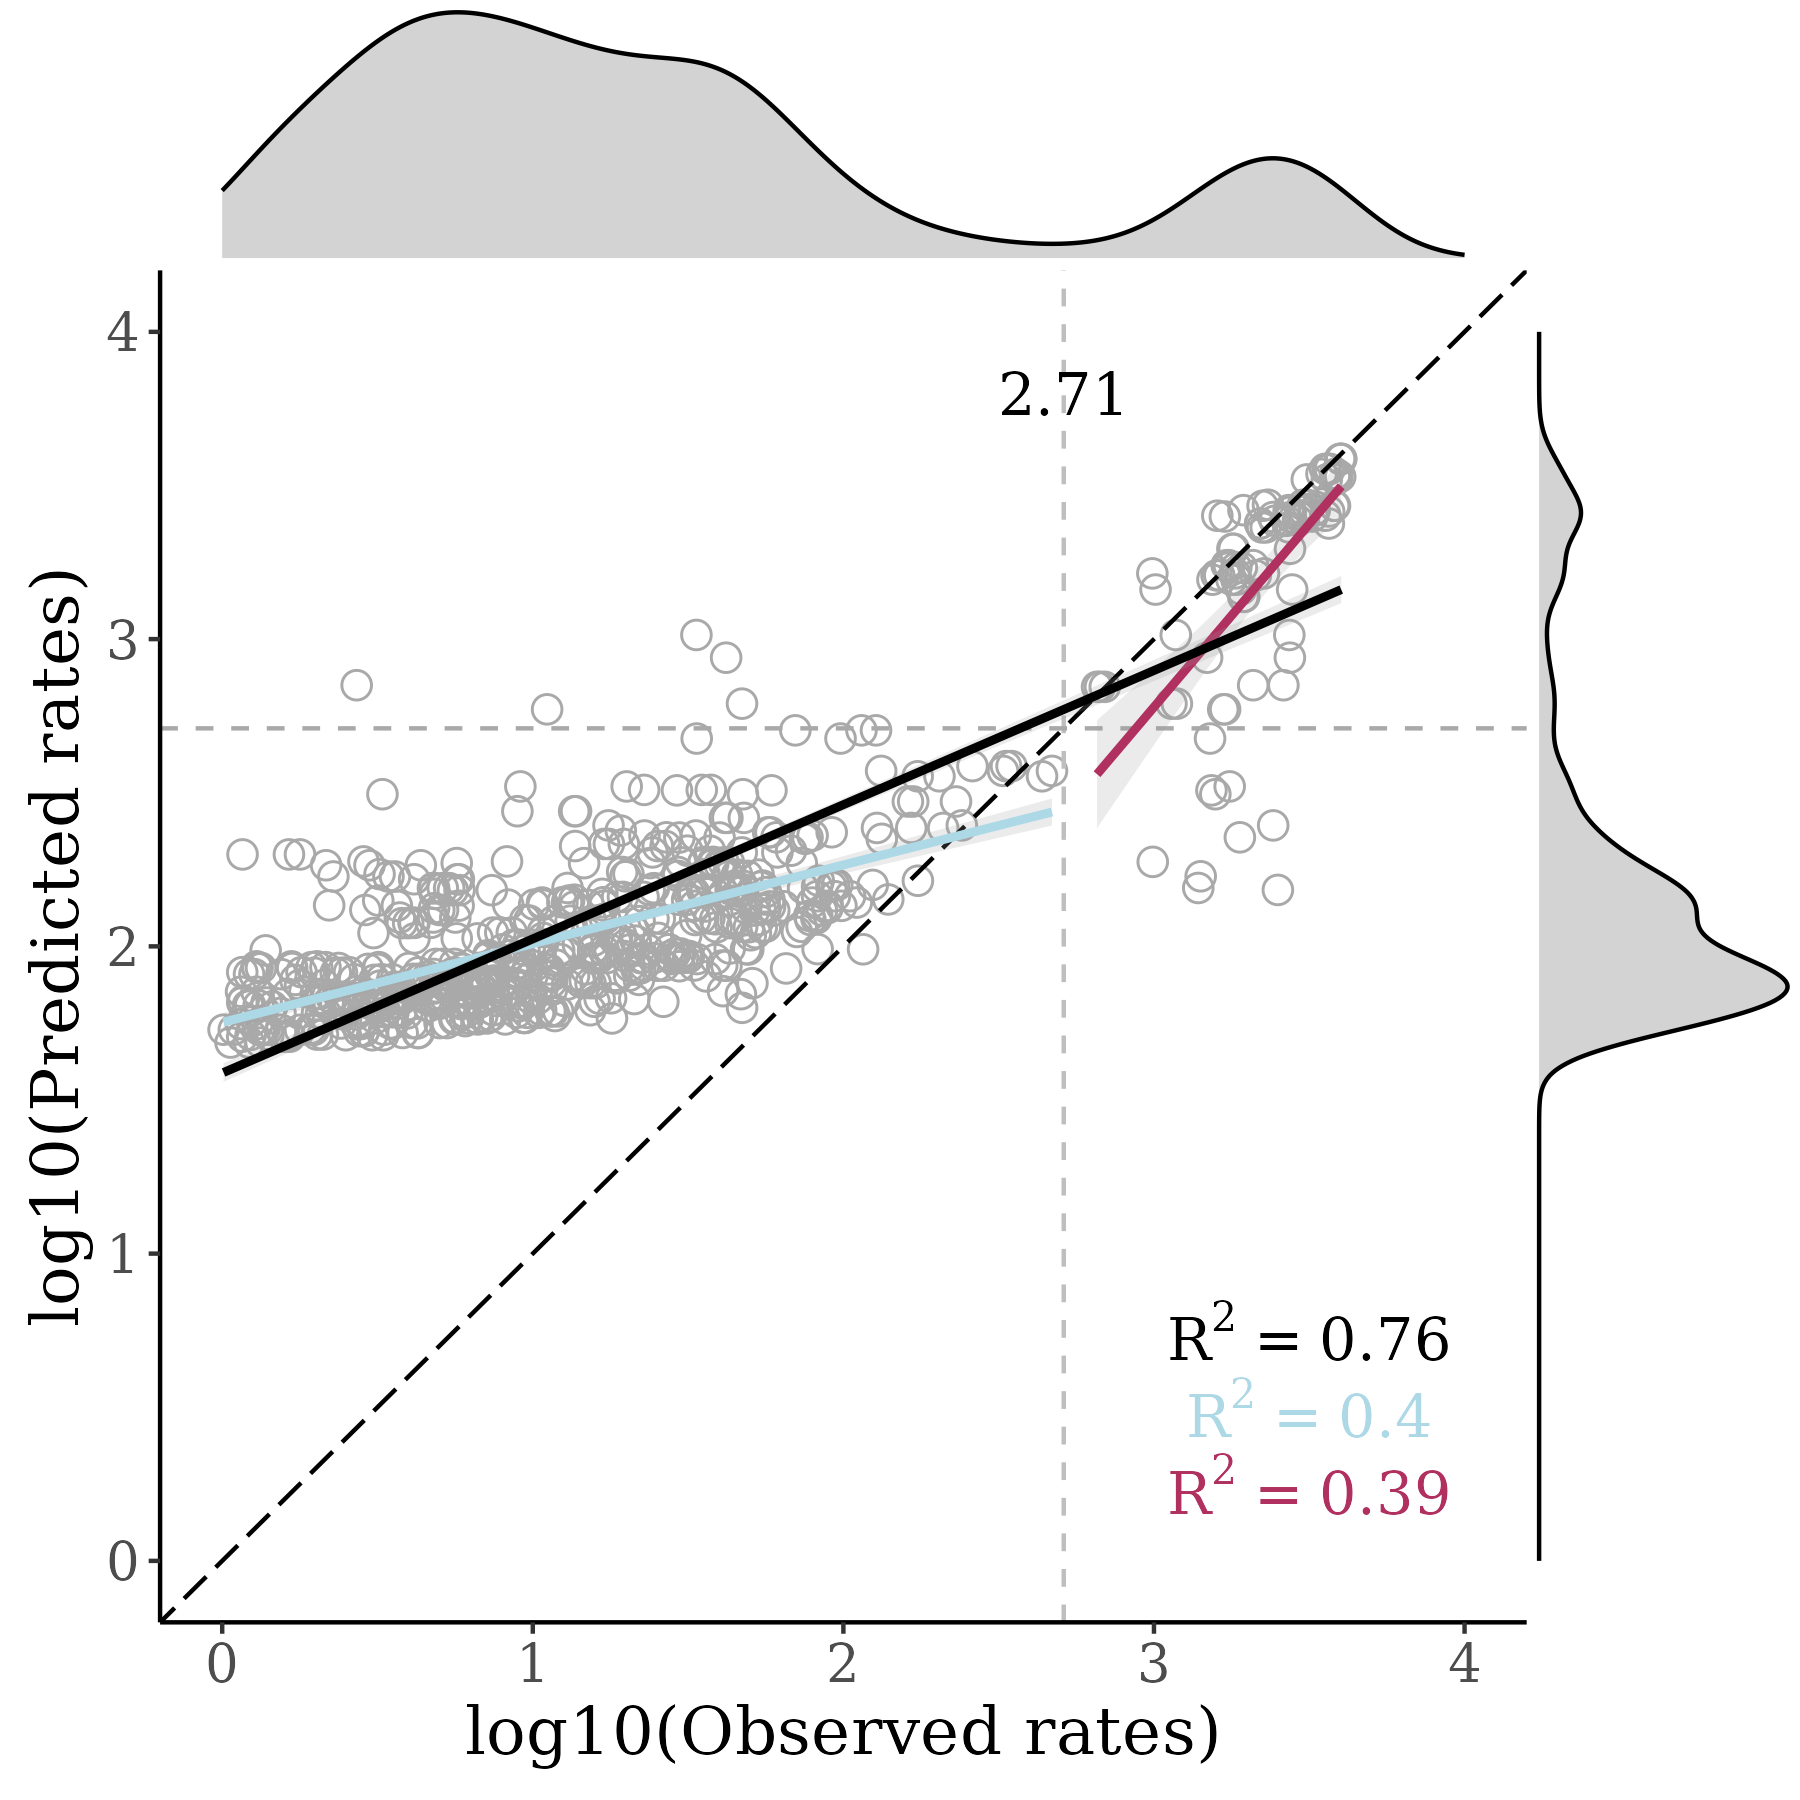 4
3
2
1
0
log10(Predicted rates)
2.71
R² = 0.76
R² = 0.4
R² = 0.39
0 1 2 3 4
log10(Observed rates)